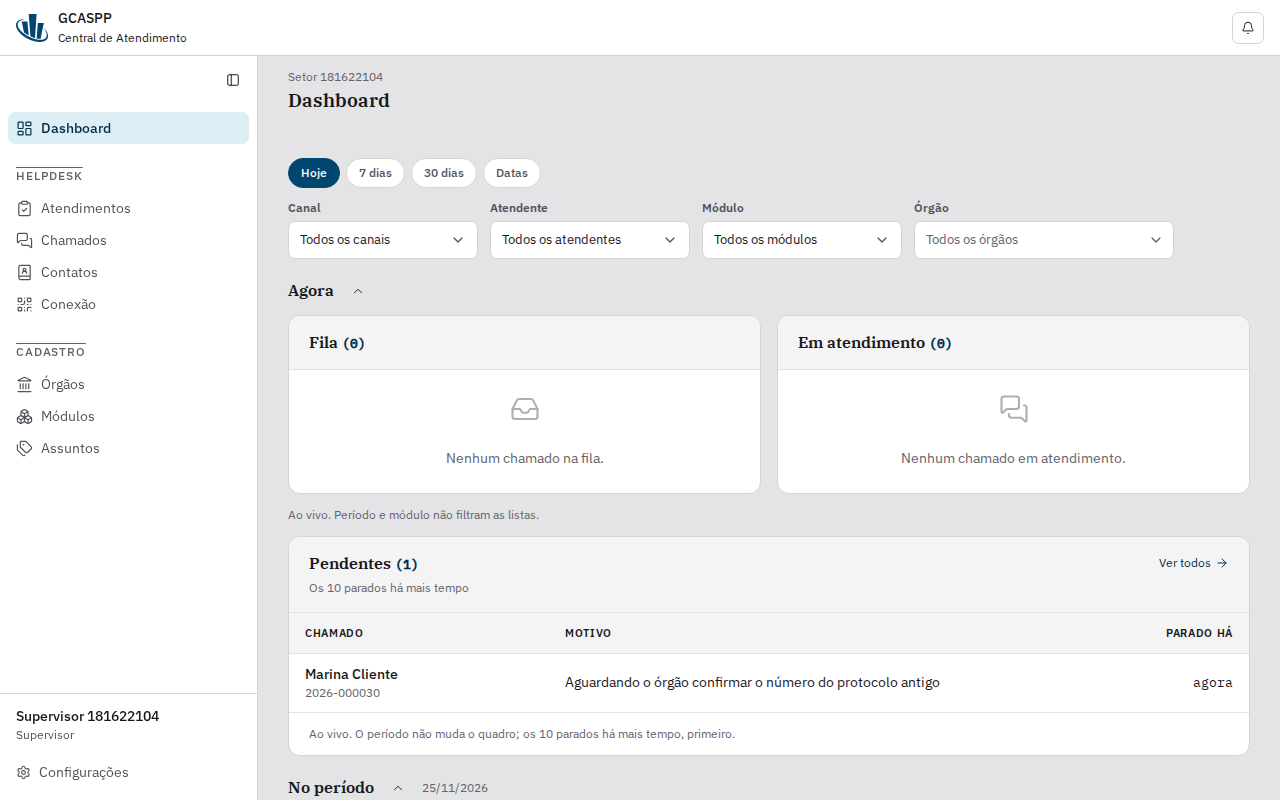 GCASPP
Central de Atendimento
Dashboard
HELPDESK
Atendimentos
Chamados
Contatos
Conexão
CADASTRO
Órgãos
Módulos
Assuntos
Supervisor 181622104
Supervisor
Configurações
Setor 181622104
Dashboard
Hoje 7 dias 30 dias Datas
Canal Atendente Módulo Órgão
Todos os canais Todos os atendentes Todos os módulos Todos os órgãos
Agora
Fila (0)
Nenhum chamado na fila.
Em atendimento (0)
Nenhum chamado em atendimento.
Ao vivo. Período e módulo não filtram as listas.
Pendentes (1)
Ver todos
Os 10 parados há mais tempo
CHAMADO MOTIVO PARADO HÁ
Marina Cliente
2026-000030
Aguardando o órgão confirmar o número do protocolo antigo
agora
Ao vivo. O período não muda o quadro; os 10 parados há mais tempo, primeiro.
No período 25/11/2026